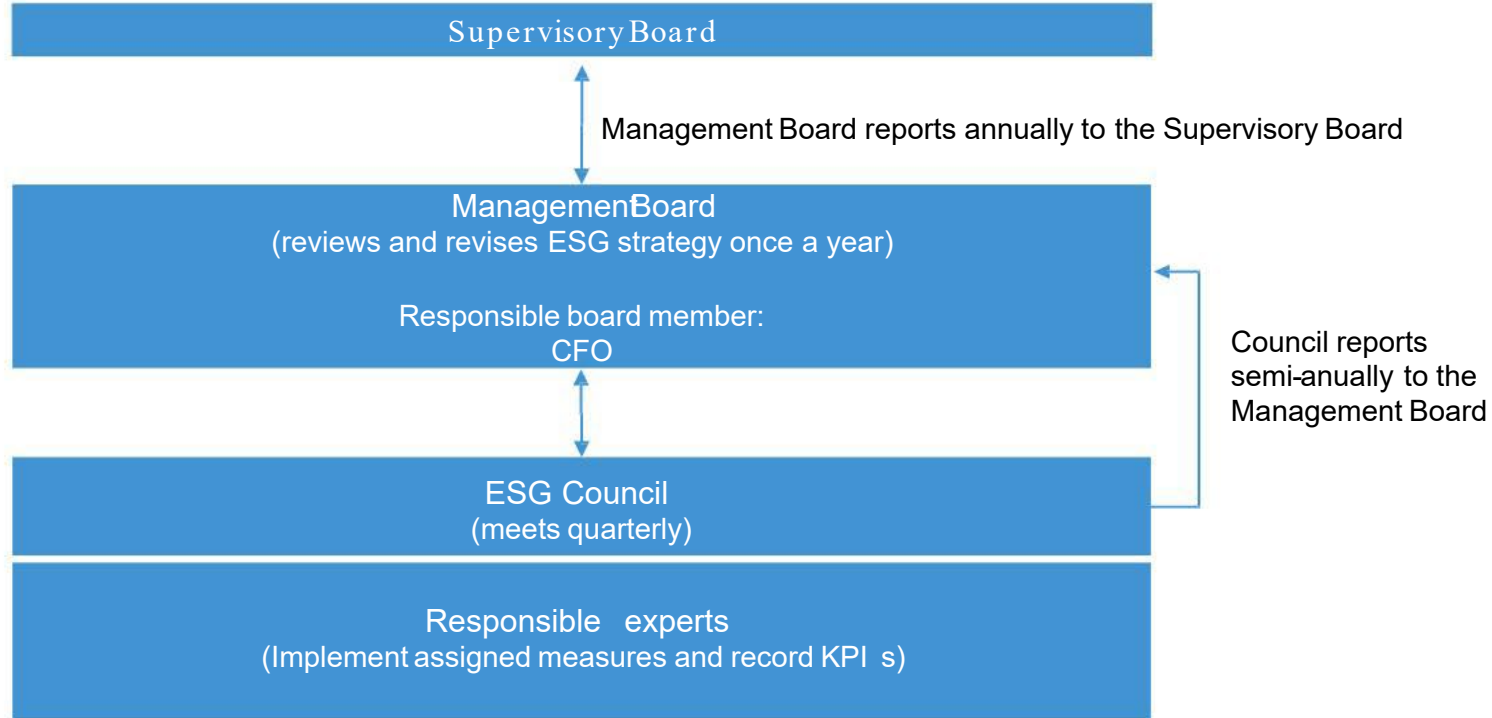 Supervisory Board
Management Board reports annually to the Supervisory Board
Management Board
(reviews and revises ESG strategy once a year)
Responsible board member:
CFO
Council reports
semi-annually to the
Management Board
ESG Council
(meets quarterly)
Responsible experts
(Implement assigned measures and record KPI s)